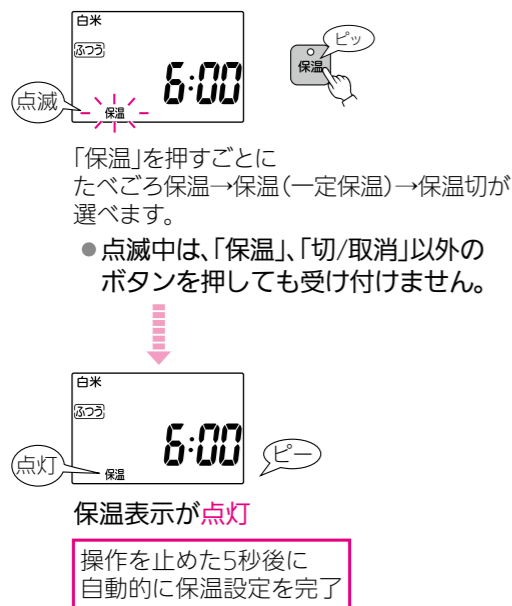 白米
ふつう
6:00
点滅
保温
ピッ
保温
「保温」を押すごとに
たべごろ保温→保温(一定保温)→保温切が
選べます。
●点滅中は、「保温」、「切/取消」以外の
ボタンを押しても受け付けません。
白米
ふつう
6:00
点灯
保温
ピー
保温表示が点灯
操作を止めた5秒後に
自動的に保温設定を完了